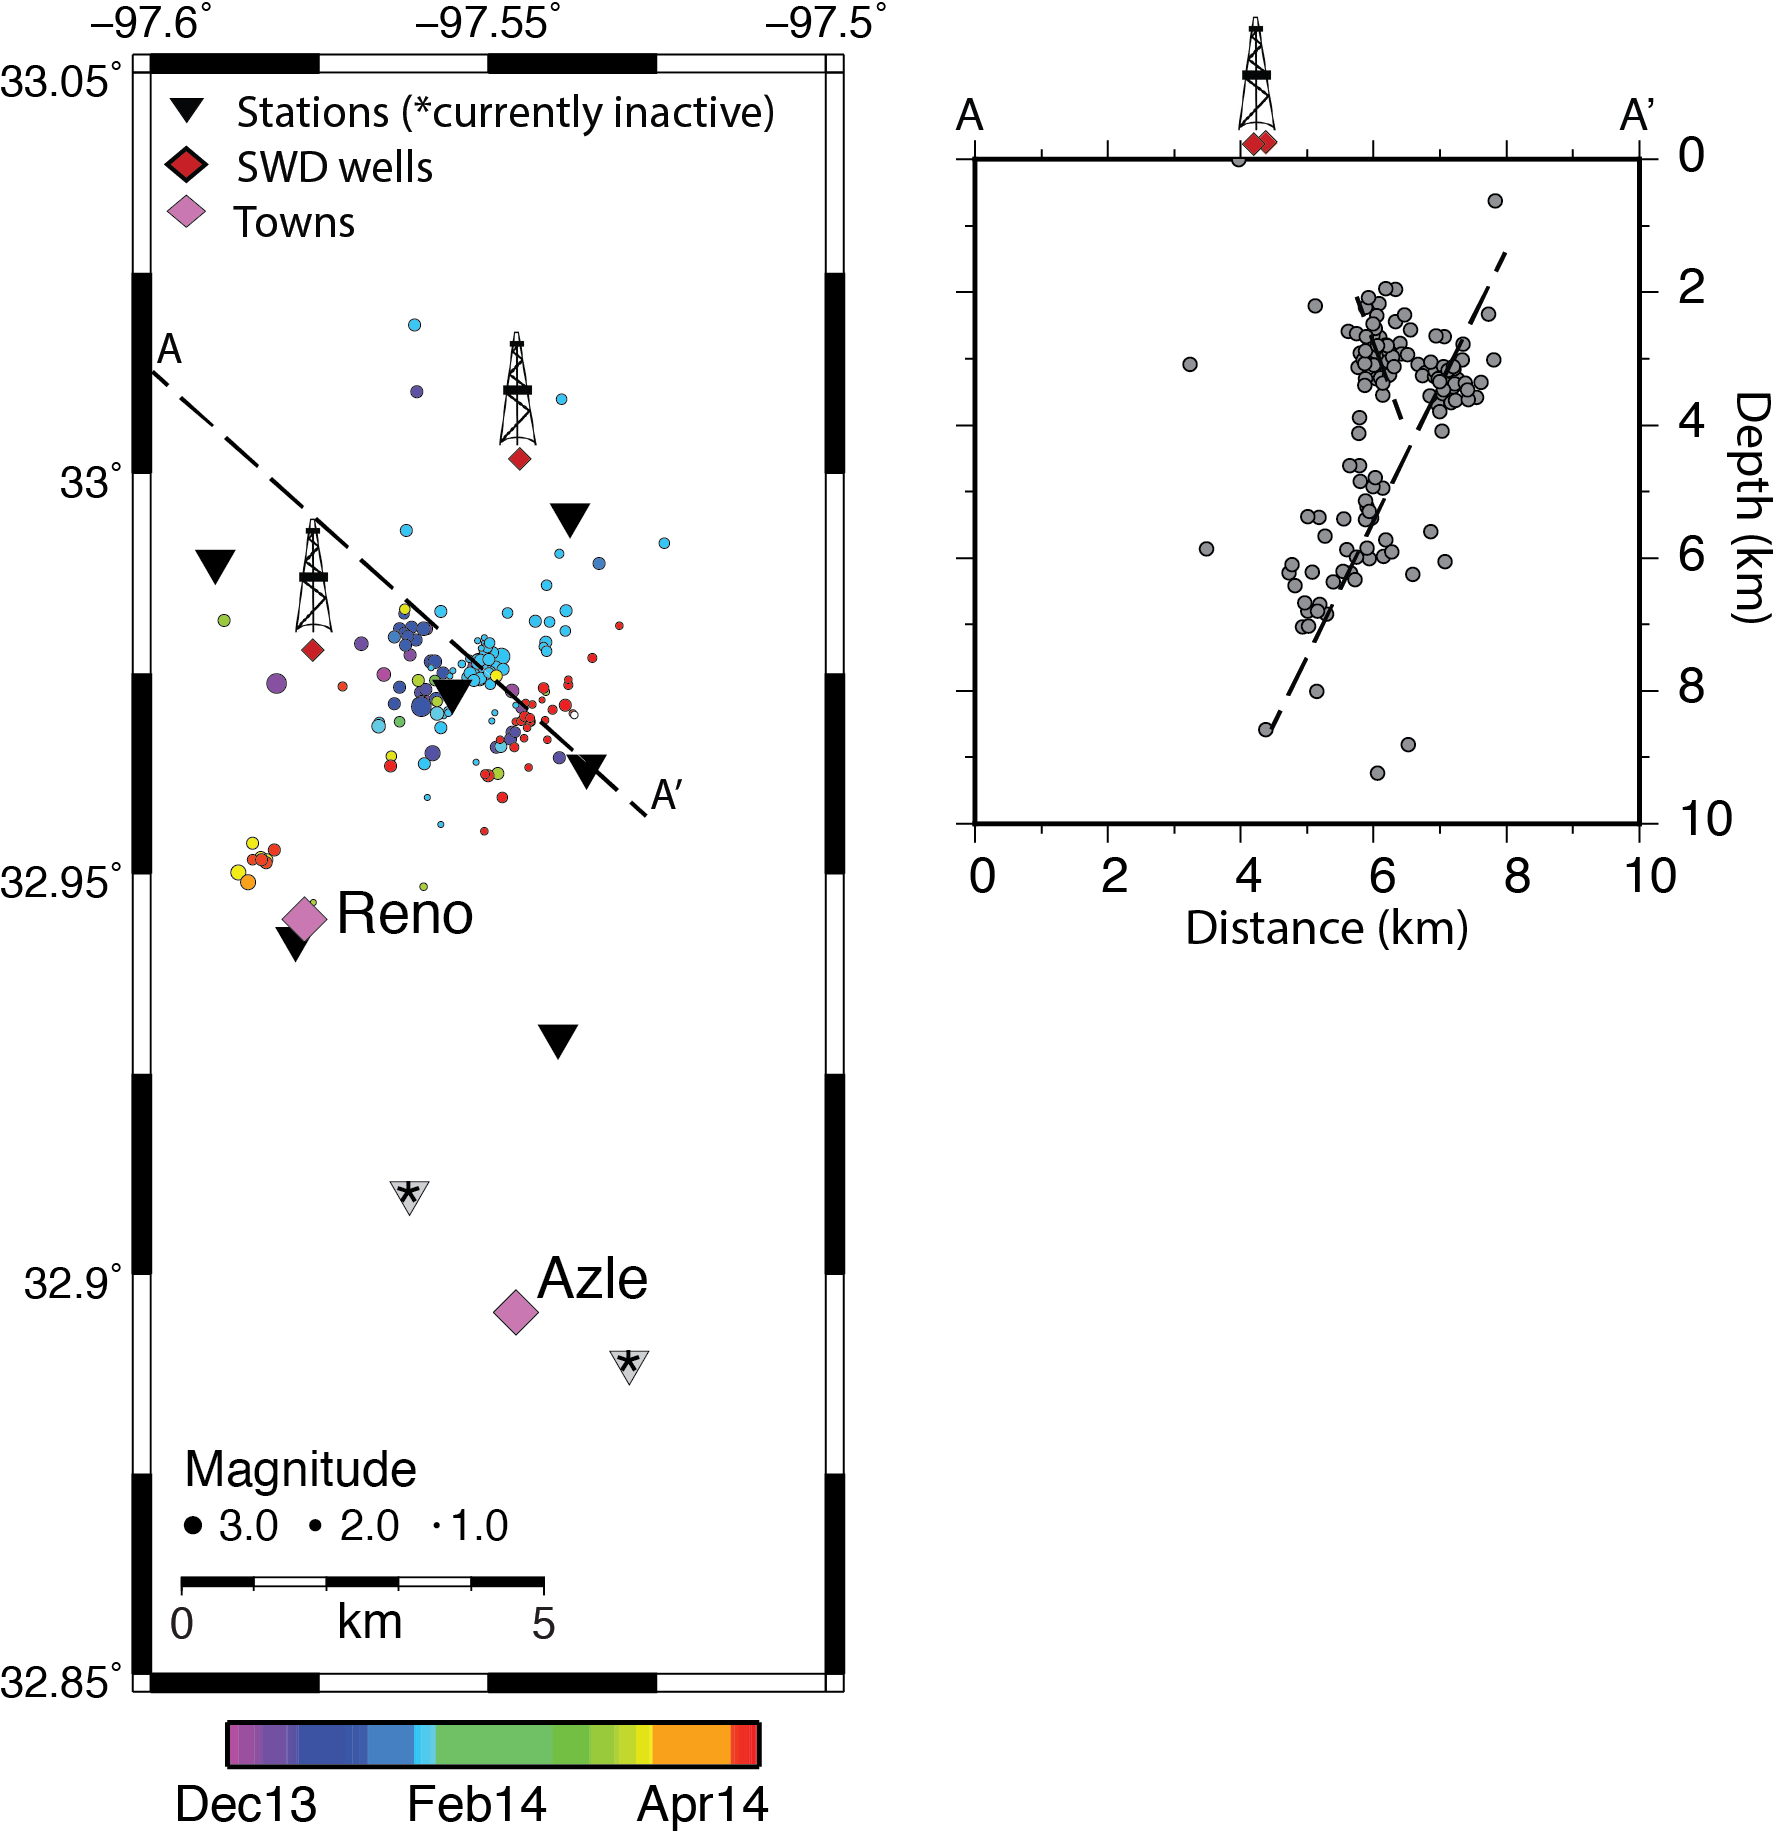 –97.6˚ –97.55˚ –97.5˚
33.05˚
Stations (*currently inactive)
SWD wells
Towns
A
33˚
A’
32.95˚
Reno
*
Azle
32.9˚
*
Magnitude
3.0 2.0 1.0
0 km 5
32.85˚
Dec13 Feb14 Apr14
A A’
0
2
4
6
8
10
Depth (km)
0 2 4 6 8 10
Distance (km)